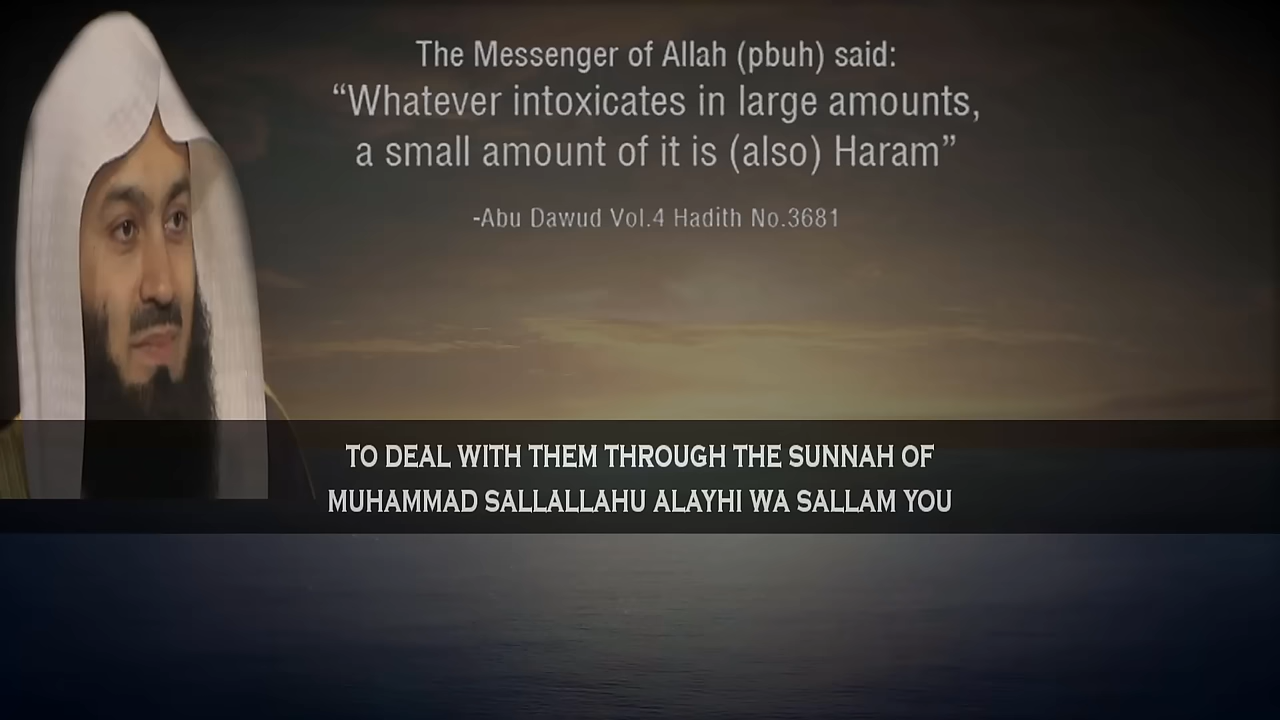 The Messenger of Allah (pbuh) said:
“Whatever intoxicates in large amounts,
a small amount of it is (also) Haram”
-Abu Dawud Vol.4 Hadith No.3681
TO DEAL WITH THEM THROUGH THE SUNNAH OF
MUHAMMAD SALLALLAHU ALAYHI WA SALLAM YOU